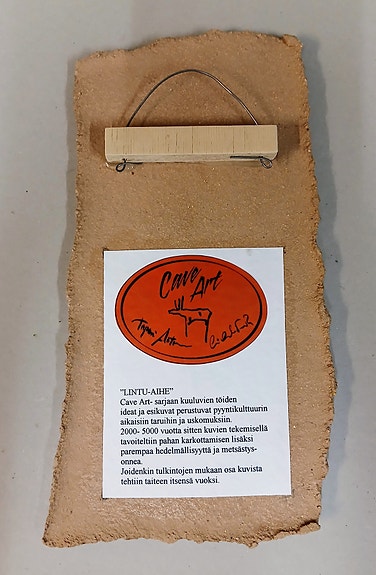 Cave
Art
"LINTU-AIHE"
Cave Art- sarjaan kuuluvien töiden
ideat ja esikuvat perustuvat pyyntikulttuurin
aikaisiin taruihin ja uskomuksiin.
2000- 5000 vuotta sitten kuvien tekemisellä
tavoiteltiin pahan karkottamisen lisäksi
parempaa hedelmällisyyttä ja metsästys-
onnea.
Joidenkin tulkintojen mukaan osa kuvista
tehtiin taiteen itsensä vuoksi.